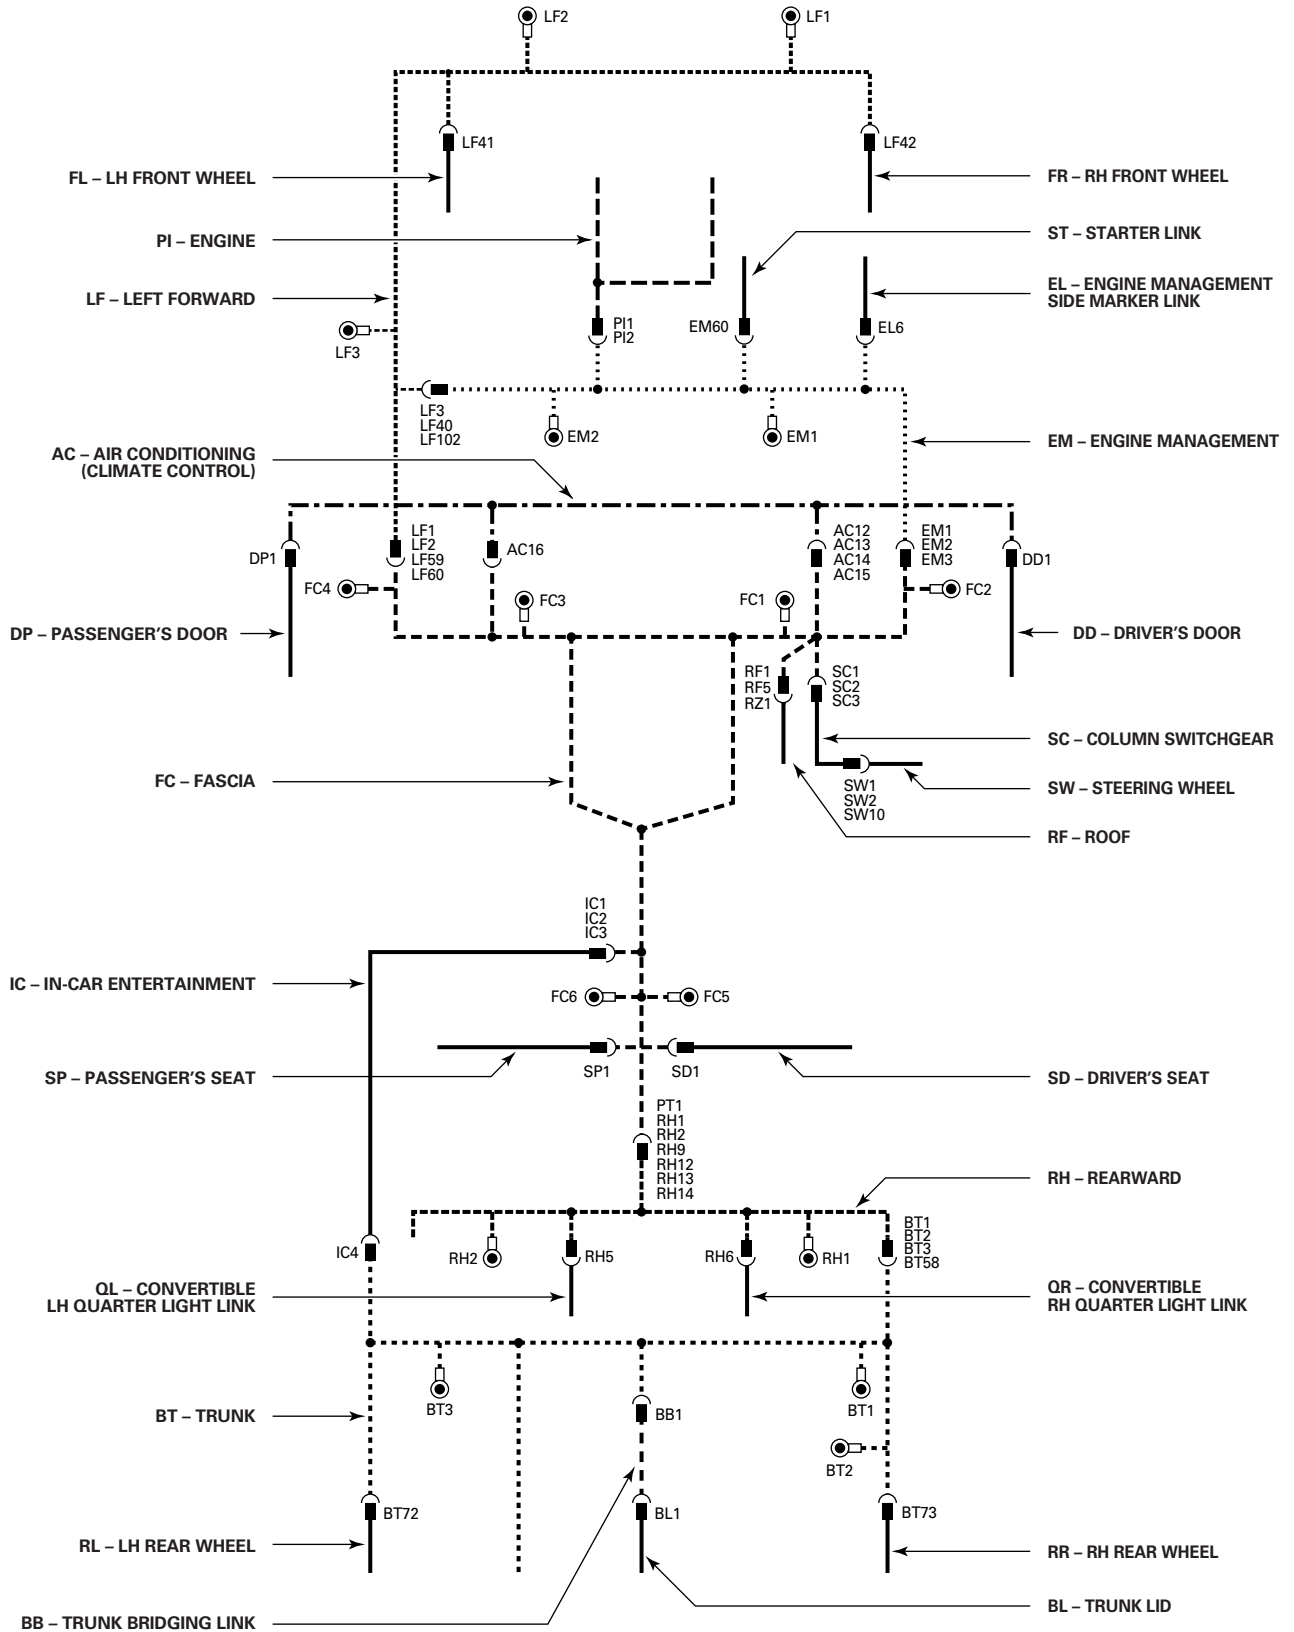 LF2
LF1
LF41
LF42
FL – LH FRONT WHEEL
FR – RH FRONT WHEEL
PI – ENGINE
ST – STARTER LINK
LF – LEFT FORWARD
EL – ENGINE MANAGEMENT
SIDE MARKER LINK
LF3
PI1
PI2
EM60
EL6
LF3
LF40
LF102
EM2
EM1
EM – ENGINE MANAGEMENT
AC – AIR CONDITIONING
(CLIMATE CONTROL)
DP1
LF1
LF2
LF59
LF60
AC16
AC12
AC13
AC14
AC15
EM1
EM2
EM3
DD1
FC4
FC3
FC1
FC2
DP – PASSENGER'S DOOR
DD – DRIVER'S DOOR
RF1
RF5
RZ1
SC1
SC2
SC3
SC – COLUMN SWITCHGEAR
FC – FASCIA
SW1
SW2
SW10
SW – STEERING WHEEL
RF – ROOF
IC1
IC2
IC3
IC – IN-CAR ENTERTAINMENT
FC6
FC5
SP1
SD1
SP – PASSENGER'S SEAT
SD – DRIVER'S SEAT
PT1
RH1
RH2
RH9
RH12
RH13
RH14
RH – REARWARD
IC4
RH2
RH5
RH6
RH1
BT1
BT2
BT3
BT58
QL – CONVERTIBLE
LH QUARTER LIGHT LINK
QR – CONVERTIBLE
RH QUARTER LIGHT LINK
BT3
BT1
BT – TRUNK
BB1
BT2
BT72
BL1
BT73
RL – LH REAR WHEEL
RR – RH REAR WHEEL
BL – TRUNK LID
BB – TRUNK BRIDGING LINK